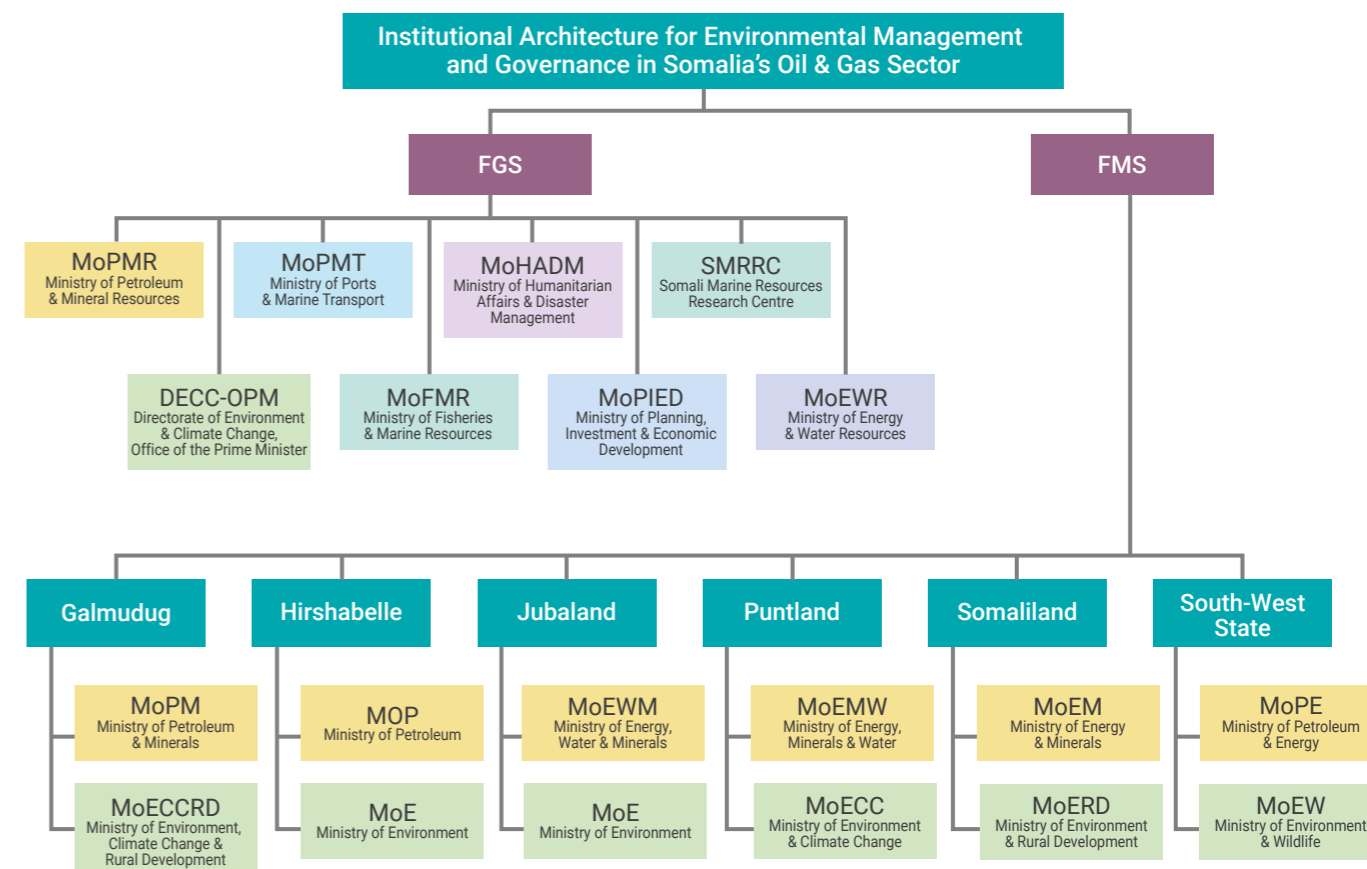 Institutional Architecture for Environmental Management
and Governance in Somalia's Oil & Gas Sector
FGS
FMS
MoPMR
Ministry of Petroleum
& Mineral Resources
MoPMT
Ministry of Ports
& Marine Transport
MoHADM
Ministry of Humanitarian
Affairs & Disaster
Management
SMRRC
Somali Marine Resources
Research Centre
DECC-OPM
Directorate of Environment
& Climate Change,
Office of the Prime Minister
MoFMR
Ministry of Fisheries
& Marine Resources
MoPIED
Ministry of Planning,
Investment & Economic
Development
MoEWR
Ministry of Energy
& Water Resources
Galmudug
Hirshabelle
Jubaland
Puntland
Somaliland
South-West
State
MoPM
Ministry of Petroleum
& Minerals
MOP
Ministry of Petroleum
MoEWM
Ministry of Energy,
Water & Minerals
MoEMW
Ministry of Energy,
Minerals & Water
MoEM
Ministry of Energy
& Minerals
MoPE
Ministry of Petroleum
& Energy
MoECCRD
Ministry of Environment,
Climate Change &
Rural Development
MoE
Ministry of Environment
MoE
Ministry of Environment
MoECC
Ministry of Environment
& Climate Change
MoERD
Ministry of Environment
& Rural Development
MoEW
Ministry of Environment
& Wildlife